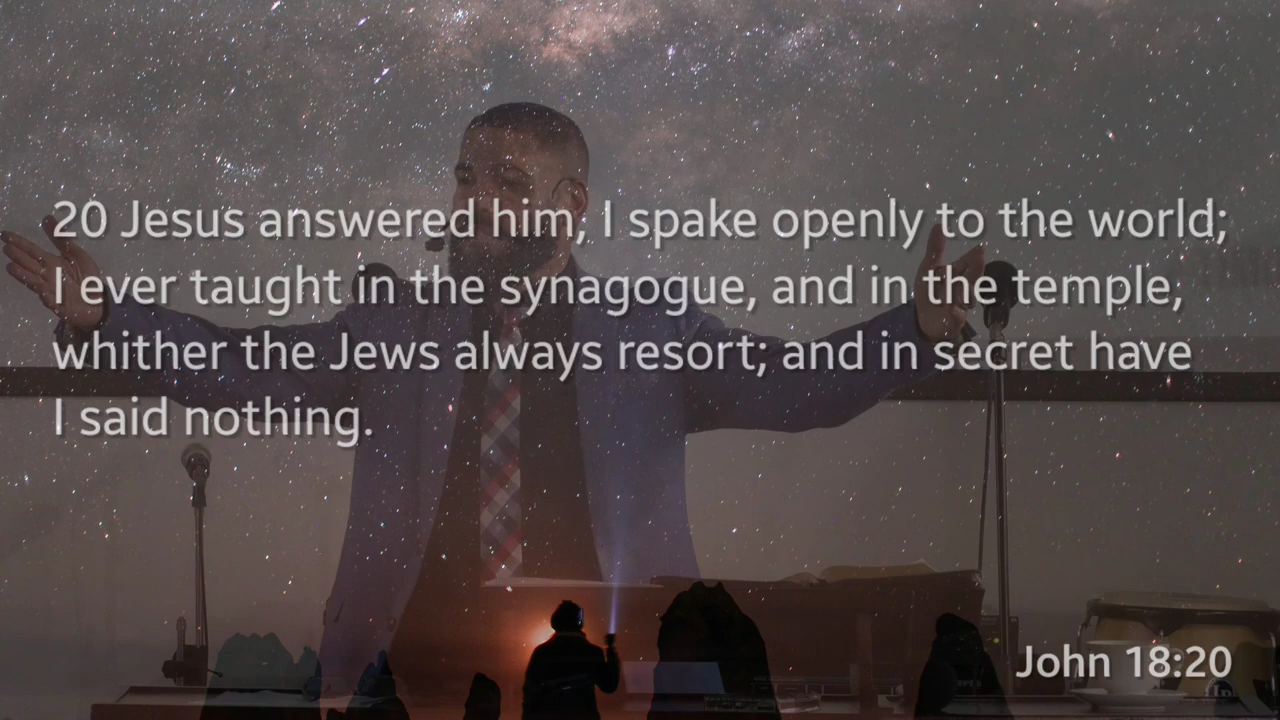 20 Jesus answered him, I spake openly to the world;
I ever taught in the synagogue, and in the temple,
whither the Jews always resort; and in secret have
I said nothing.
John 18:20